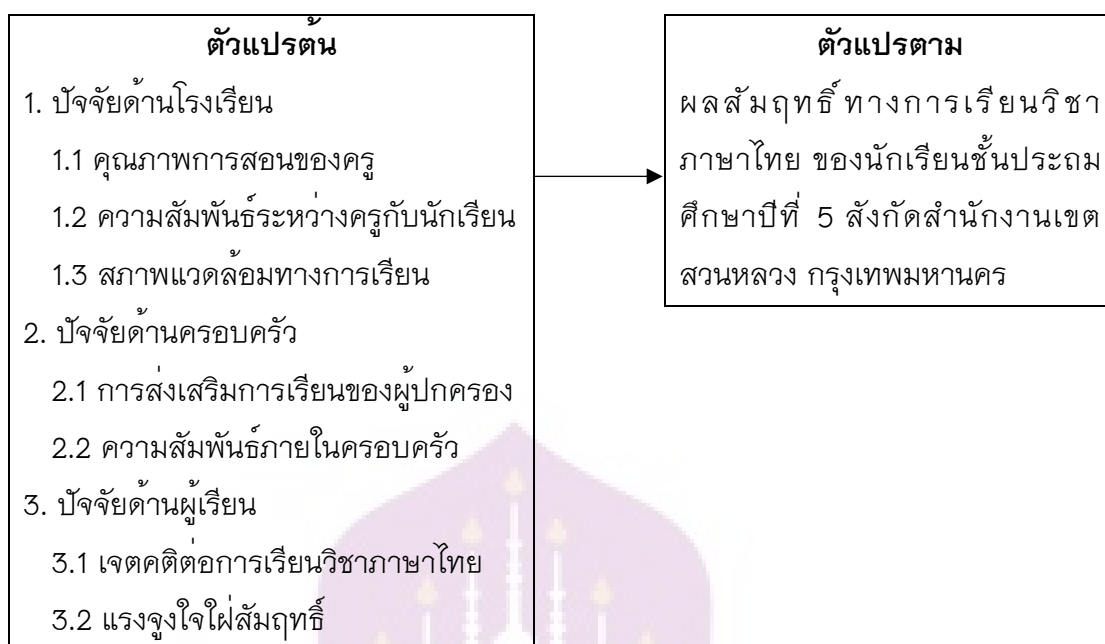 ตัวแปรต้น
1. ปัจจัยด้านโรงเรียน
1.1 คุณภาพการสอนของครู
1.2 ความสัมพันธ์ระหว่างครูกับนักเรียน
1.3 สภาพแวดล้อมทางการเรียน
2. ปัจจัยด้านครอบครัว
2.1 การส่งเสริมการเรียนของผู้ปกครอง
2.2 ความสัมพันธ์ภายในครอบครัว
3. ปัจจัยด้านผู้เรียน
3.1 เจตคติต่อการเรียนวิชาภาษาไทย
3.2 แรงจูงใจใฝ่สัมฤทธิ์
ตัวแปรตาม
ผลสัมฤทธิ์ทางการเรียนวิชา
ภาษาไทย ของนักเรียนชั้นประถม
ศึกษาปีที่ 5 สังกัดสำนักงานเขต
สวนหลวง กรุงเทพมหานคร